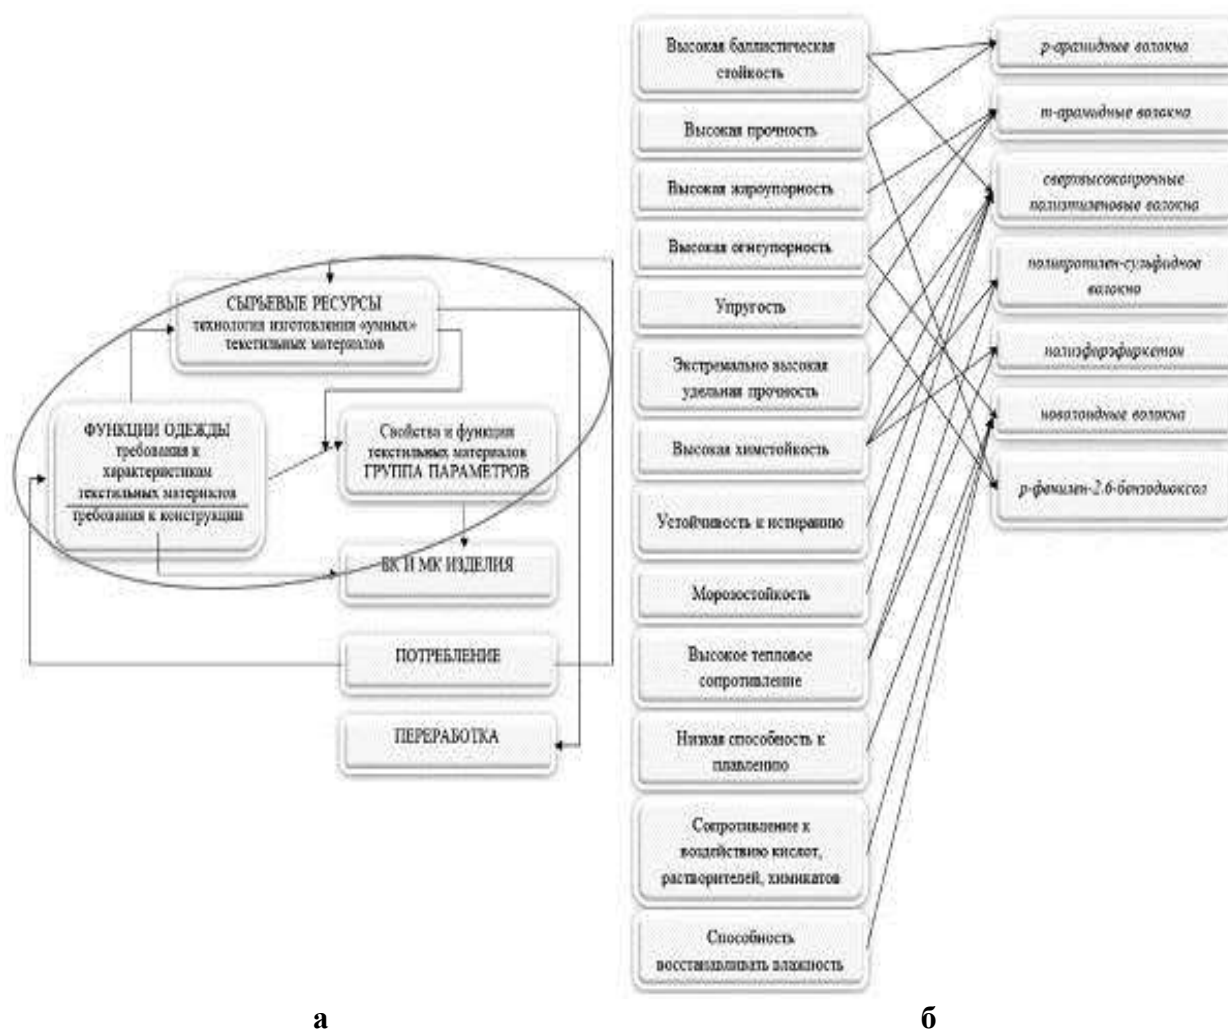 СЫРЬЕВЫЕ РЕСУРСЫ
технология изготовления «умных»
текстильных материалов
ФУНКЦИИ ОДЕЖДЫ
требования к
характеристикам
текстильных материалов
требования к конструкции
Свойства и функции
текстильных материалов
ГРУППА ПАРАМЕТРОВ
ВК И МК ИЗДЕЛИЯ
ПОТРЕБЛЕНИЕ
ПЕРЕРАБОТКА
а
Высокая баллистическая
стойкость
Высокая прочность
Высокая жароупорность
Высокая огнеупорность
Упругость
Экстремально высокая
удельная прочность
Высокая химстойкость
Устойчивость к истиранию
Морозостойкость
Высокое тепловое
сопротивление
Низкая способность к
плавлению
Сопротивление к
воздействию кислот,
растворителей, химикатов
Способность
восстанавливать влажность
р-арамидные волокна
т-арамидные волокна
сверхвысокопрочные
полиэтиленовые волокна
полипропилен-сульфидное
волокно
полиэфирэфиркетон
новолоидные волокна
р-фенилен-2.6-бензодиоксол
б